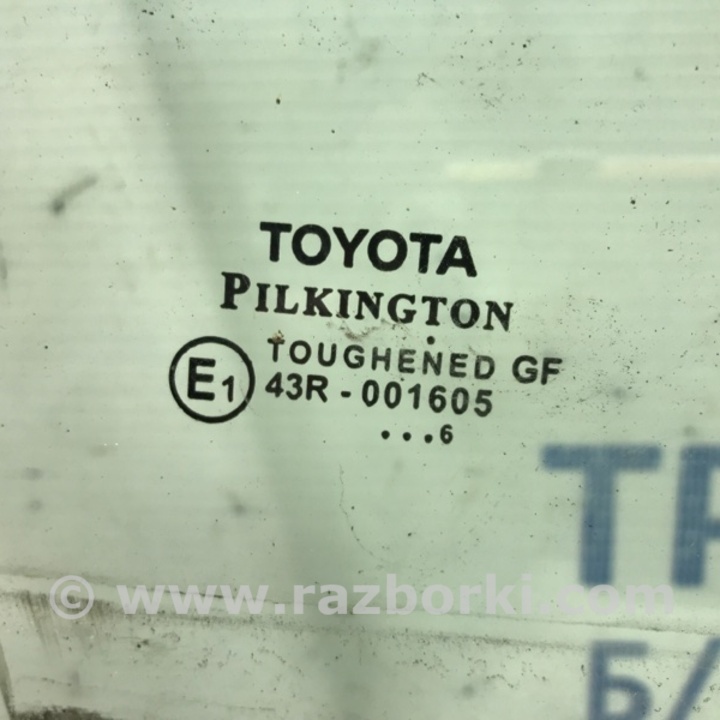 TOYOTA
PILKINGTON
TOUGHENED GF
E1 43R - 001605
...6
© www.razborki.com